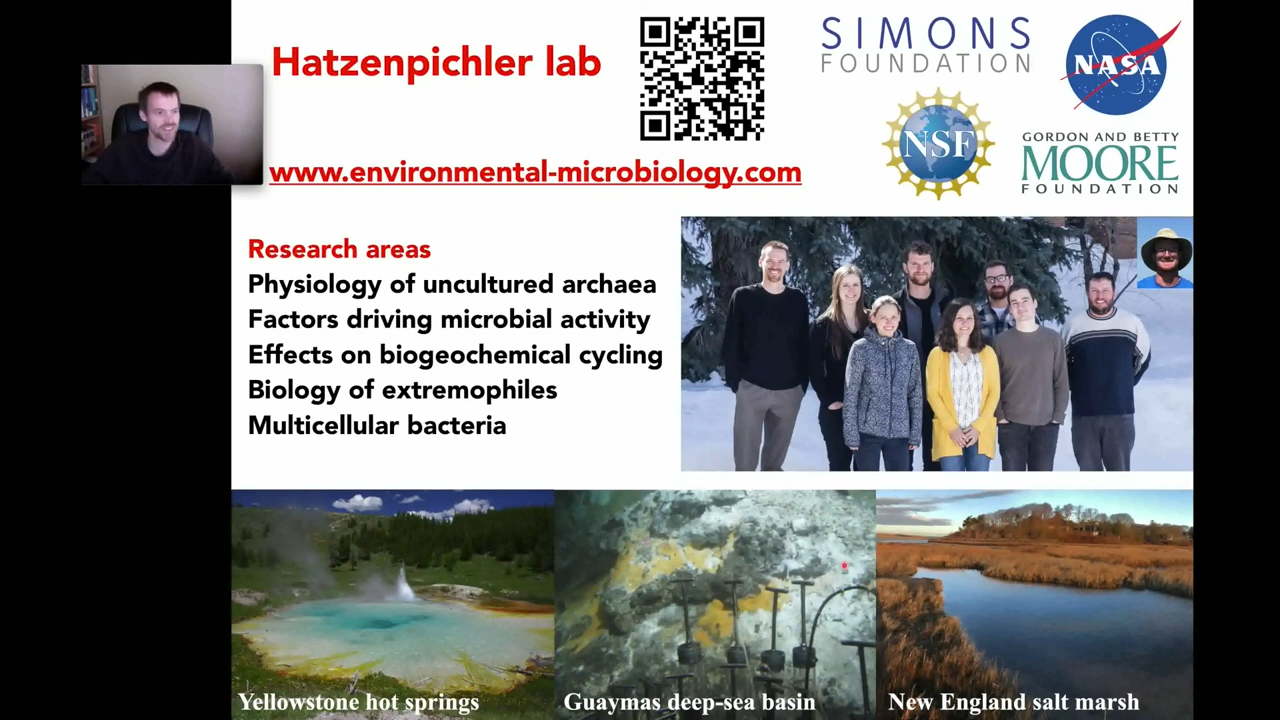 Hatzenpichler lab
www.environmental-microbiology.com
SIMONS
FOUNDATION
NASA
NSF
GORDON AND BETTY
MOORE
FOUNDATION
Research areas
Physiology of uncultured archaea
Factors driving microbial activity
Effects on biogeochemical cycling
Biology of extremophiles
Multicellular bacteria
Yellowstone hot springs
Guaymas deep-sea basin
New England salt marsh